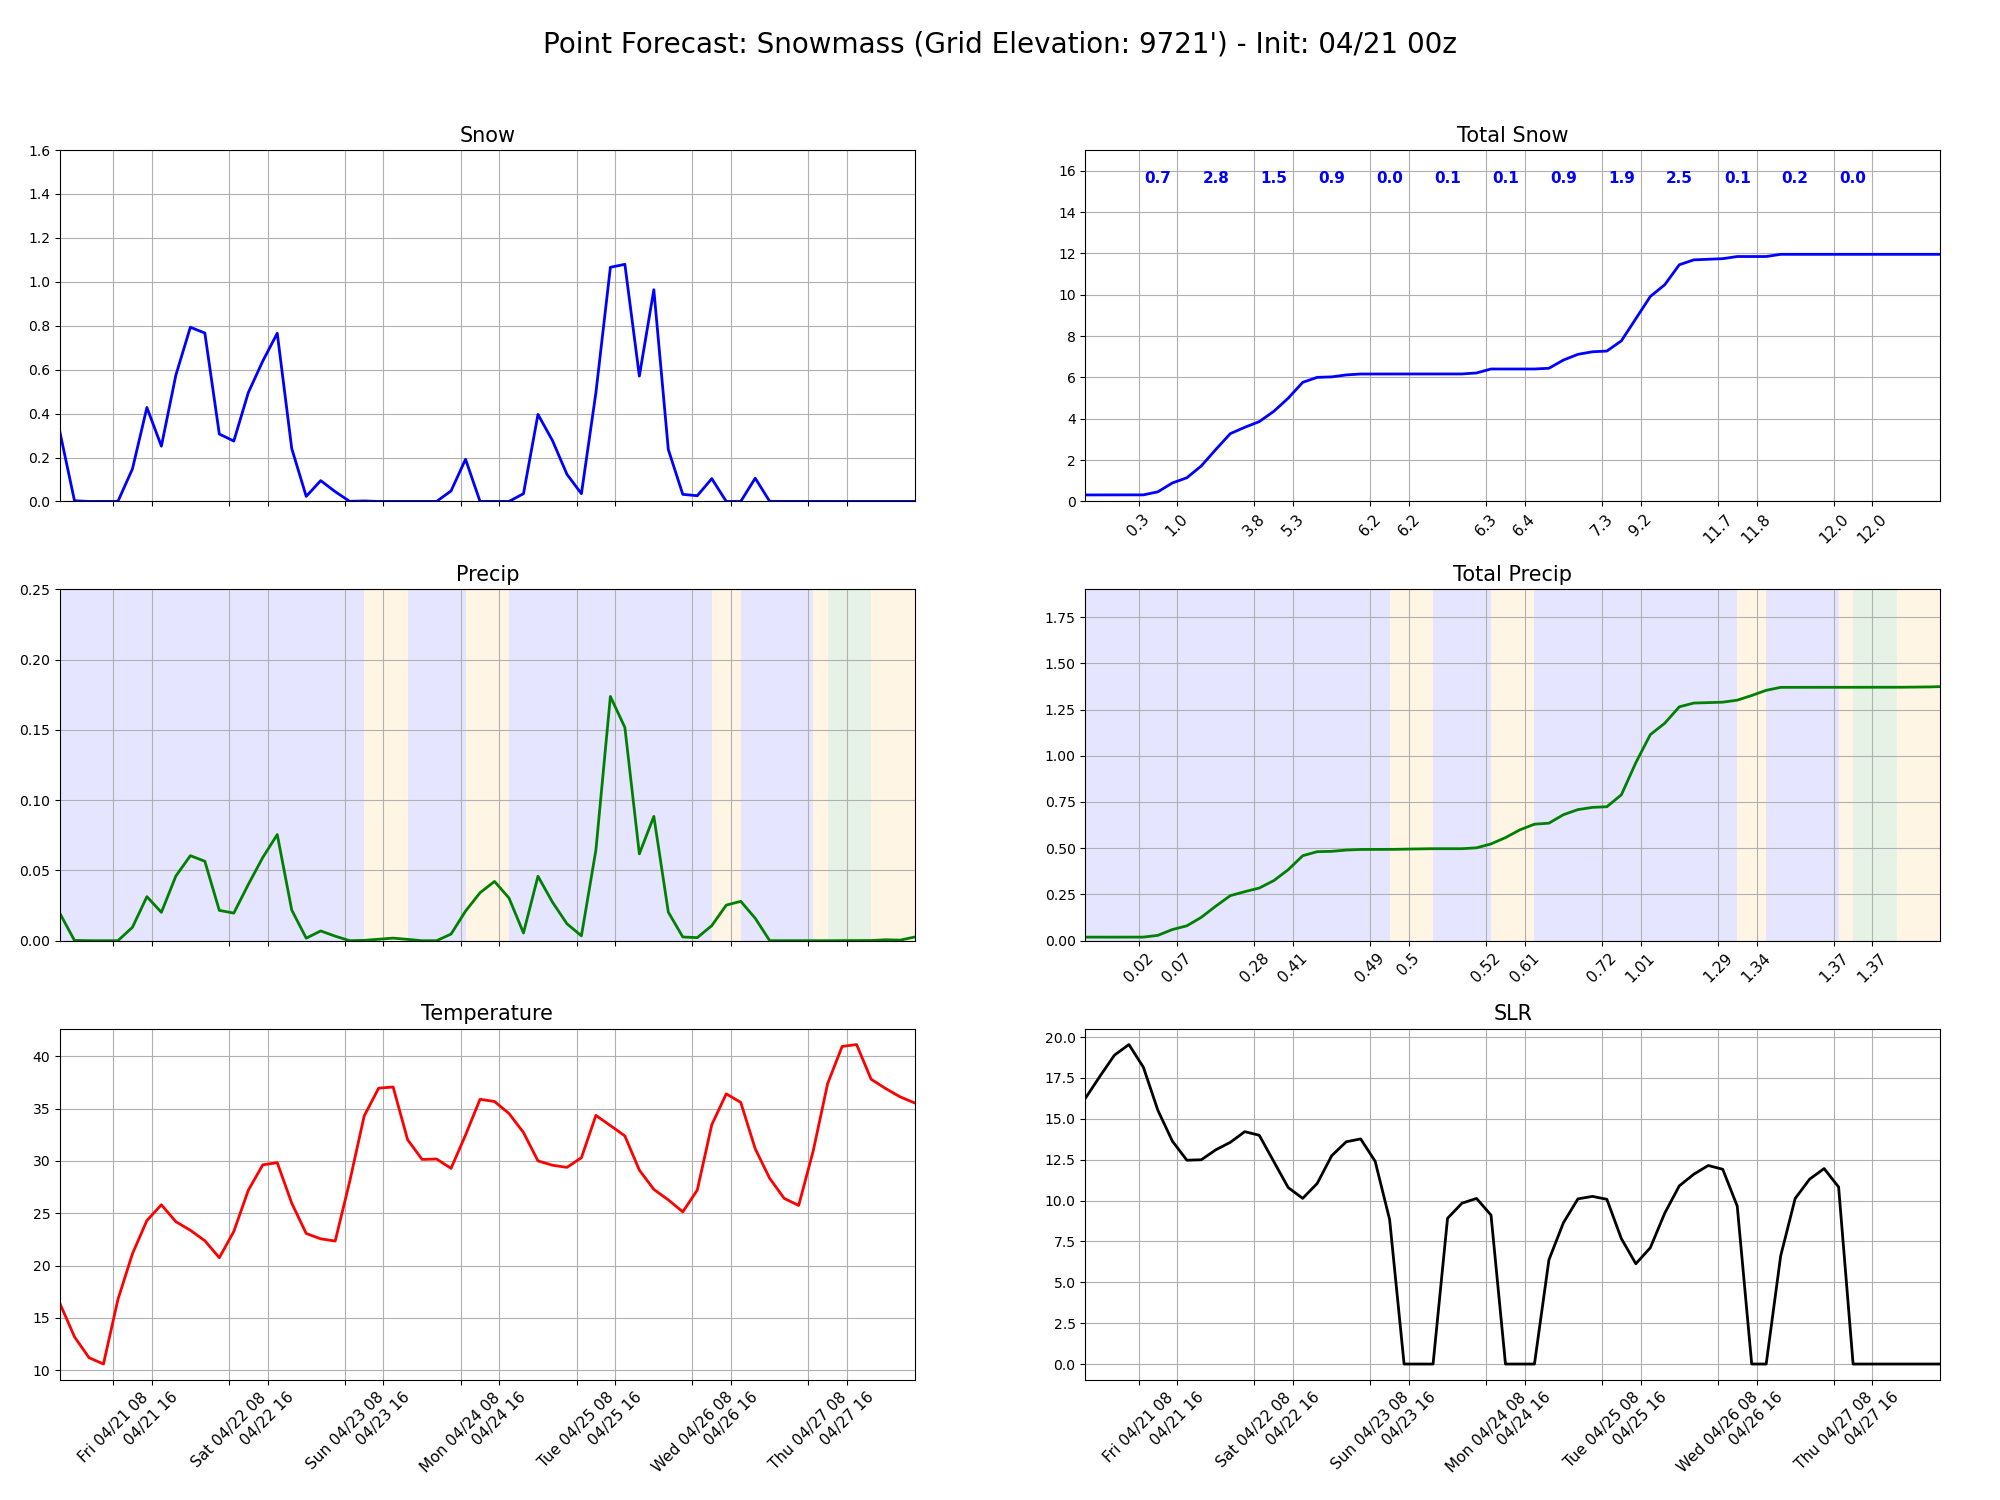 Point Forecast: Snowmass (Grid Elevation: 9721') - Init: 04/21 00z
Snow
1.6
1.4
1.2
1.0
0.8
0.6
0.4
0.2
0.0
Total Snow
0.7 2.8 1.5 0.9 0.0 0.1 0.1 0.9 1.9 2.5 0.1 0.2 0.0
16
14
12
10
8
6
4
2
0
0.3 1.0 3.8 5.3 6.2 6.2 6.3 6.4 7.3 9.2 11.7 11.8 12.0 12.0
Precip
0.25
0.20
0.15
0.10
0.05
0.00
Total Precip
1.75
1.50
1.25
1.00
0.75
0.50
0.25
0.00
0.02 0.07 0.28 0.41 0.49 0.5 0.52 0.61 0.72 1.01 1.29 1.34 1.37 1.37
Temperature
40
35
30
25
20
15
10
Fri 04/21 08
04/21 16
Sat 04/22 08
04/22 16
Sun 04/23 08
04/23 16
Mon 04/24 08
04/24 16
Tue 04/25 08
04/25 16
Wed 04/26 08
04/26 16
Thu 04/27 08
04/27 16
SLR
20.0
17.5
15.0
12.5
10.0
7.5
5.0
2.5
0.0
Fri 04/21 08
04/21 16
Sat 04/22 08
04/22 16
Sun 04/23 08
04/23 16
Mon 04/24 08
04/24 16
Tue 04/25 08
04/25 16
Wed 04/26 08
04/26 16
Thu 04/27 08
04/27 16